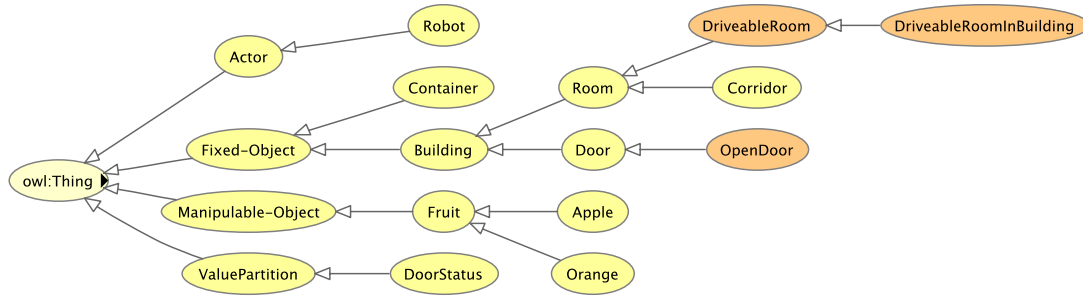 Robot
DriveableRoom
DriveableRoomInBuilding
Actor
Container
Room
Corridor
Fixed-Object
Building
Door
OpenDoor
owl:Thing
Manipulable-Object
Fruit
Apple
ValuePartition
DoorStatus
Orange